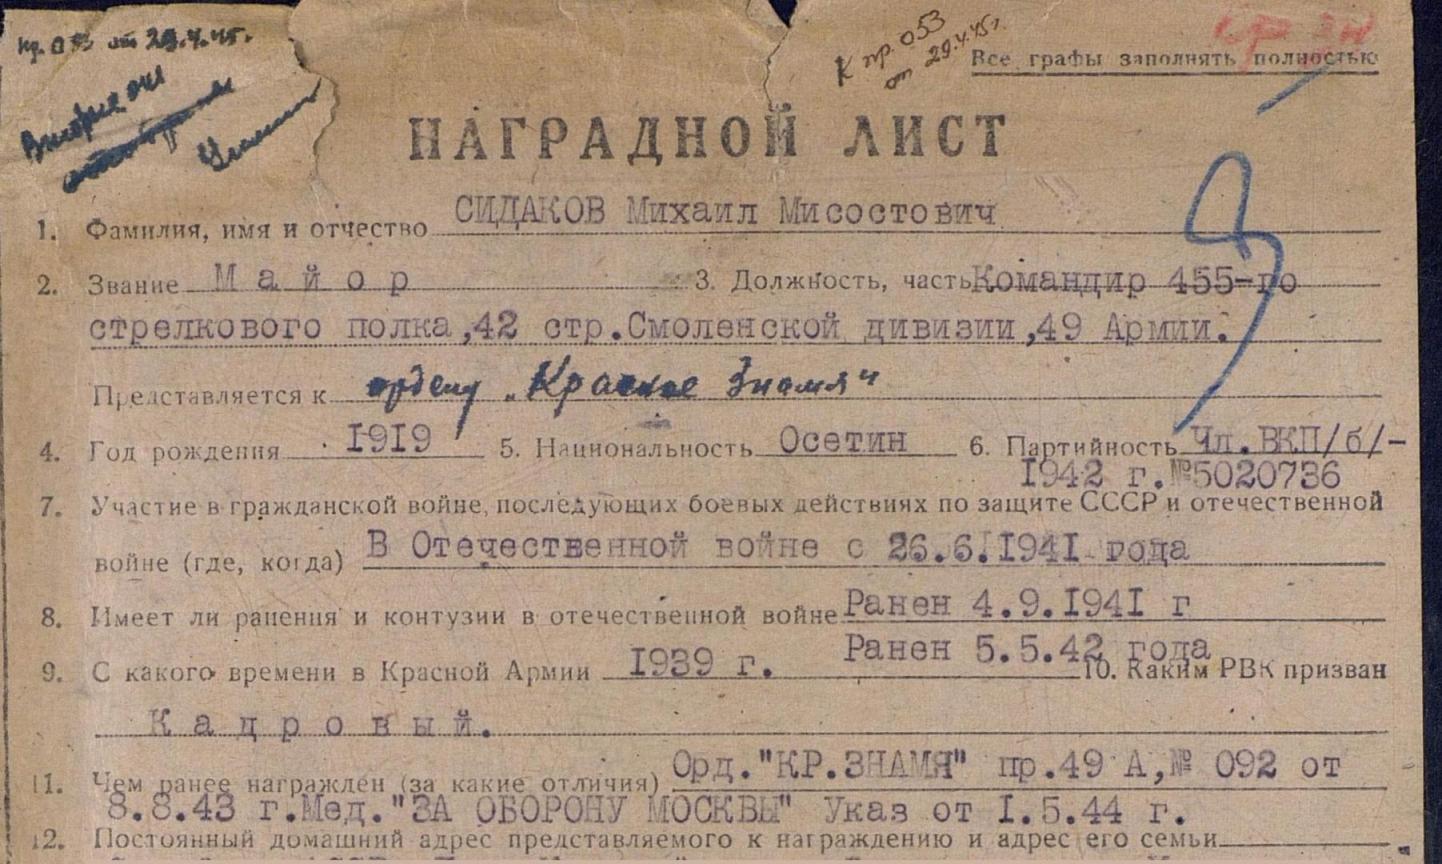 пр. 053 от 29.4.45г.
К пр. 053
от 29.4.45г.
Все графы заполнять полностью
НАГРАДНОЙ ЛИСТ
1. Фамилия, имя и отчество СИДАКОВ Михаил Мисостович
2. Звание Майор 3. Должность, часть Командир 455-го
стрелкового полка,42 стр.Смоленской дивизии,49 Армии.
Представляется к ордену „Красное Знамя"
4. Год рождения 1919 5. Национальность Осетин 6. Партийность Чл.ВКП/б/-
1942 г.№5020736
7. Участие в гражданской войне, последующих боевых действиях по защите СССР и отечественной
войне (где, когда) В Отечественной войне с 26.6.1941 года
8. Имеет ли ранения и контузии в отечественной войне Ранен 4.9.1941 г
Ранен 5.5.42 года
9. С какого времени в Красной Армии 1939 г. 10. Каким РВК призван
Кадровый.
11. Чем ранее награжден (за какие отличия) Орд."КР.ЗНАМЯ" пр.49 А,№ 092 от
8.8.43 г.Мед."ЗА ОБОРОНУ МОСКВЫ" Указ от 1.5.44 г.
12. Постоянный домашний адрес представляемого к награждению и адрес его семьи